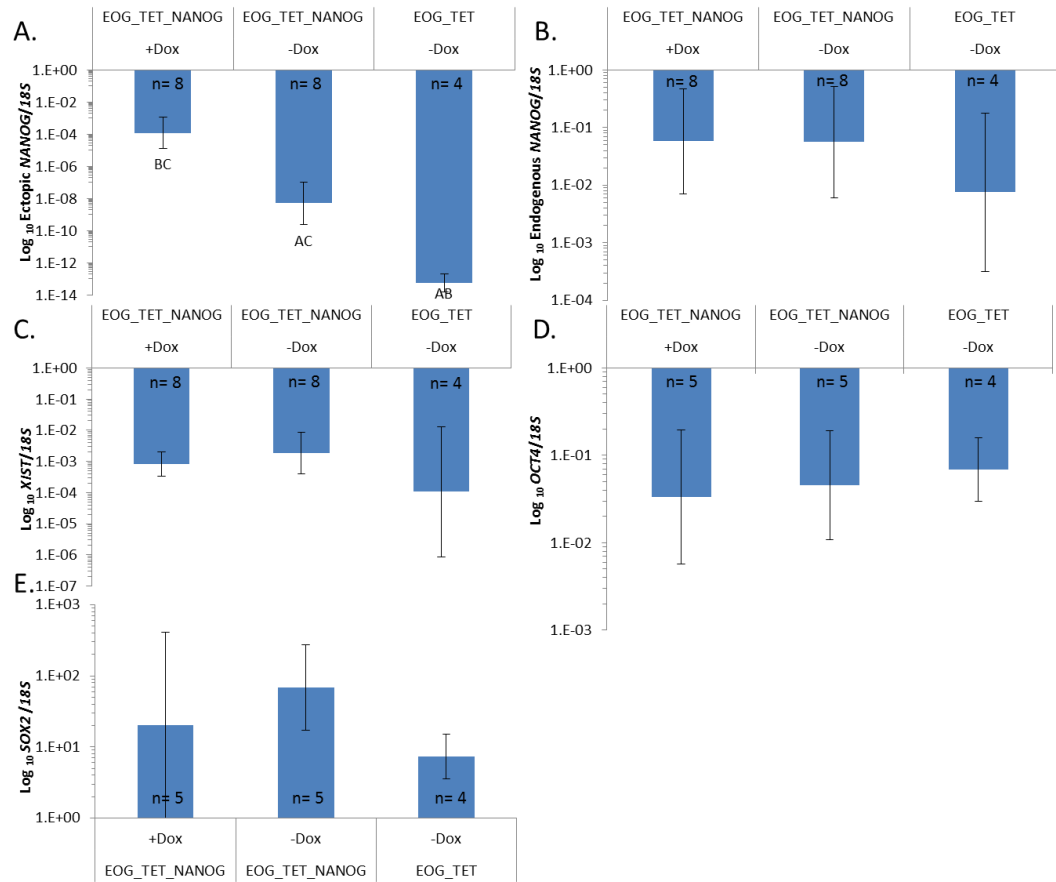 A.
EOG_TET_NANOG EOG_TET_NANOG EOG_TET
+Dox -Dox -Dox
Log 10 Ectopic NANOG/18S
1.E+00
1.E-02
1.E-04
1.E-06
1.E-08
1.E-10
1.E-12
1.E-14
n= 8 n= 8 n= 4
BC
AC
AB
B.
EOG_TET_NANOG EOG_TET_NANOG EOG_TET
+Dox -Dox -Dox
Log 10 Endogenous NANOG/18S
1.E+00
1.E-01
1.E-02
1.E-03
1.E-04
n= 8 n= 8 n= 4
C.
EOG_TET_NANOG EOG_TET_NANOG EOG_TET
+Dox -Dox -Dox
Log 10 XIST/18S
1.E+00
1.E-01
1.E-02
1.E-03
1.E-04
1.E-05
1.E-06
1.E-07
n= 8 n= 8 n= 4
D.
EOG_TET_NANOG EOG_TET_NANOG EOG_TET
+Dox -Dox -Dox
Log 10 OCT4/18S
1.E+00
1.E-01
1.E-02
1.E-03
n= 5 n= 5 n= 4
E.
Log 10 SOX2/18S
1.E+03
1.E+02
1.E+01
1.E+00
n= 5 n= 5 n= 4
+Dox -Dox -Dox
EOG_TET_NANOG EOG_TET_NANOG EOG_TET